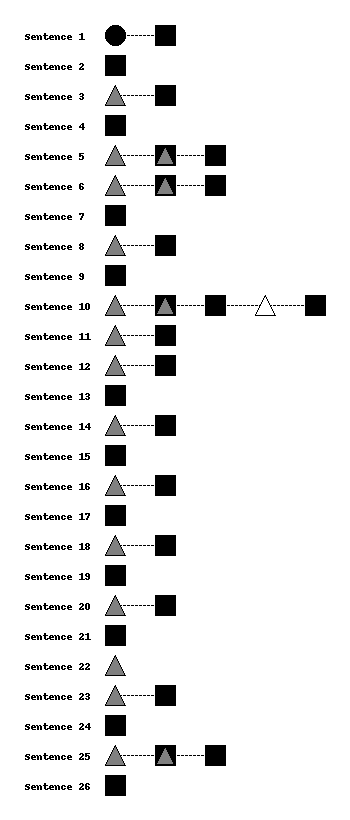 Sentence 1
Sentence 2
Sentence 3
Sentence 4
Sentence 5
Sentence 6
Sentence 7
Sentence 8
Sentence 9
Sentence 10
Sentence 11
Sentence 12
Sentence 13
Sentence 14
Sentence 15
Sentence 16
Sentence 17
Sentence 18
Sentence 19
Sentence 20
Sentence 21
Sentence 22
Sentence 23
Sentence 24
Sentence 25
Sentence 26